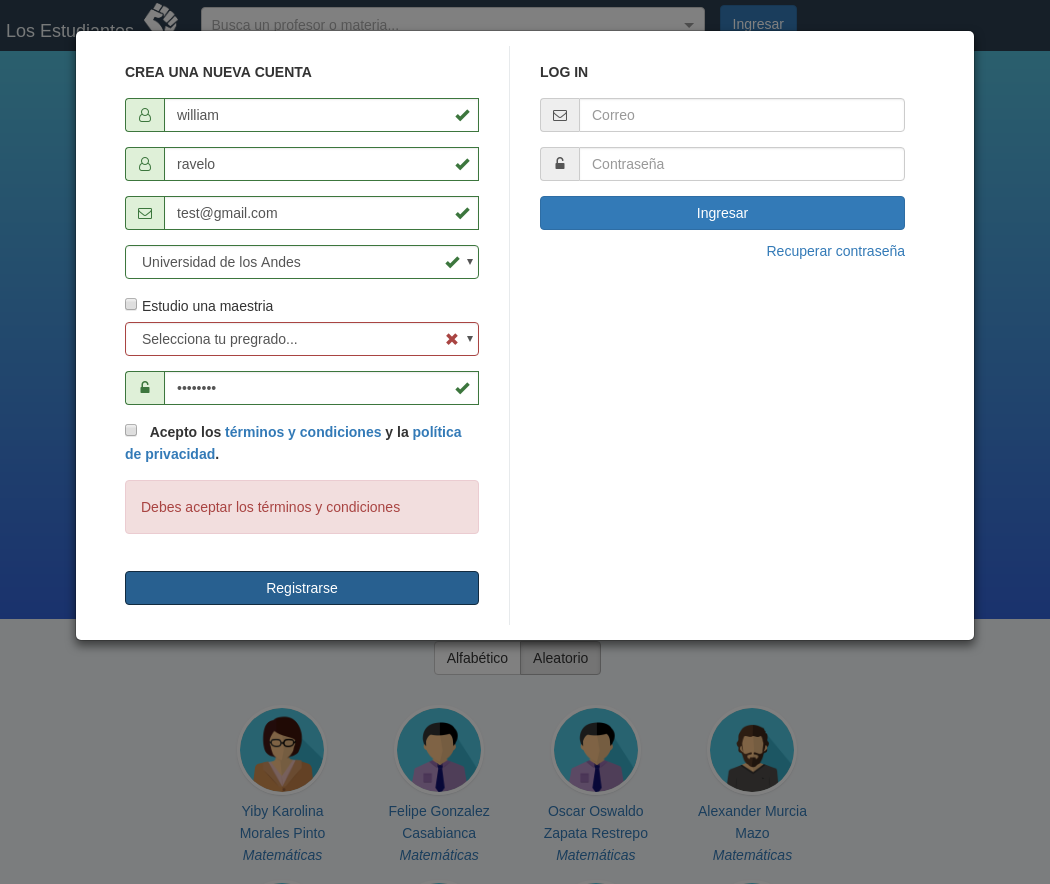 Los Estudiantes
Busca un profesor o materia...
Ingresar
CREA UNA NUEVA CUENTA
william
ravelo
test@gmail.com
Universidad de los Andes
Estudio una maestria
Selecciona tu pregrado...
••••••••
Acepto los términos y condiciones y la política
de privacidad.
Debes aceptar los términos y condiciones
Registrarse
LOG IN
Correo
Contraseña
Ingresar
Recuperar contraseña
Alfabético
Aleatorio
Yiby Karolina
Morales Pinto
Matemáticas
Felipe Gonzalez
Casabianca
Matemáticas
Oscar Oswaldo
Zapata Restrepo
Matemáticas
Alexander Murcia
Mazo
Matemáticas